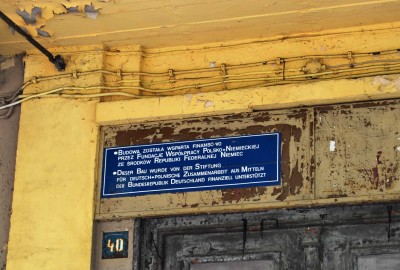 •Budowa została wsparta finansowo
przez Fundację Współpracy Polsko-Niemieckiej
ze środków Republiki Federalnej Niemiec
•Dieser Bau wurde von der Stiftung
für deutsch-polnische Zusammenarbeit aus Mitteln
der Bundesrepublik Deutschland finanziell unterstützt
40